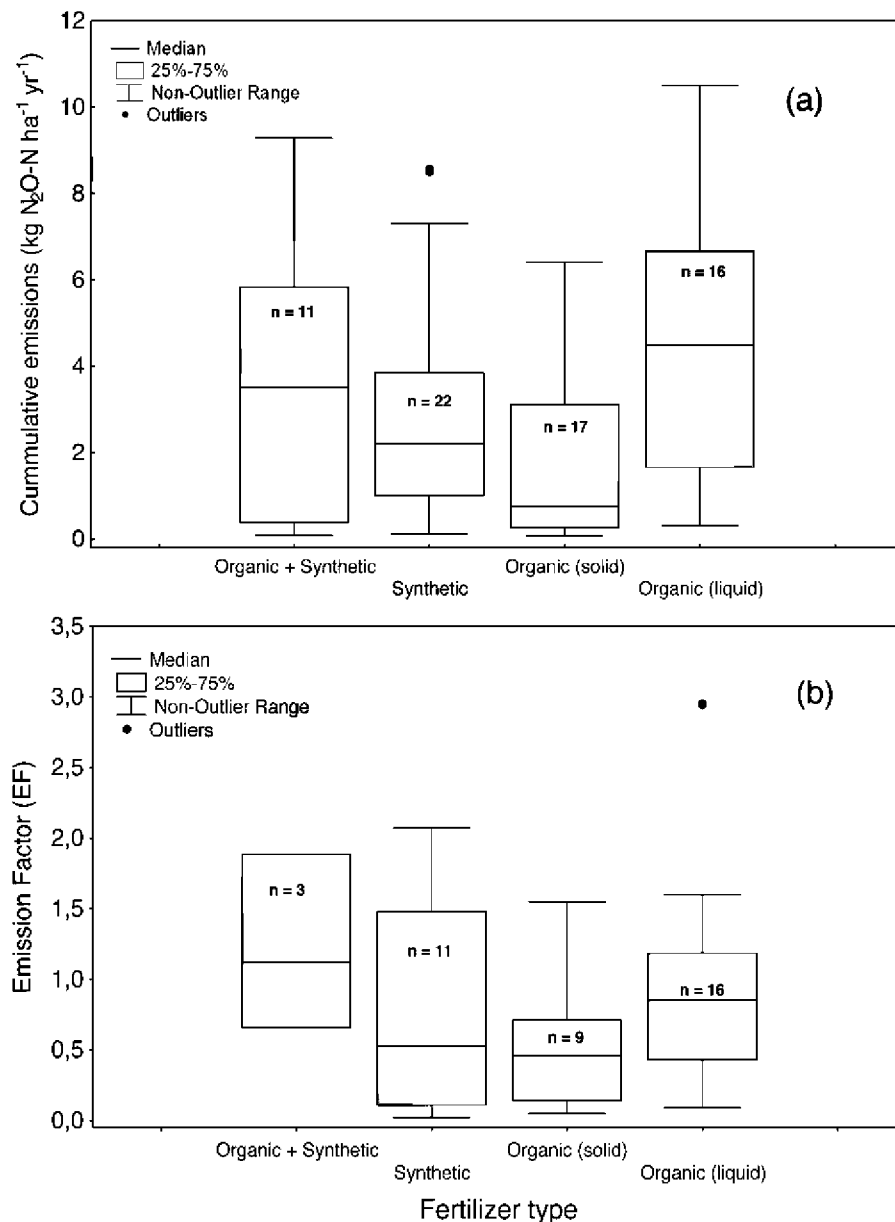 Median
25%-75%
Non-Outlier Range
Outliers
(a)
Cummulative emissions (kg N2O-N ha-1 yr-1)
12
10
8
6
4
2
0
n = 11
n = 22
n = 17
n = 16
Organic + Synthetic
Synthetic
Organic (solid)
Organic (liquid)
Median
25%-75%
Non-Outlier Range
Outliers
(b)
Emission Factor (EF)
3,5
3,0
2,5
2,0
1,5
1,0
0,5
0,0
n = 3
n = 11
n = 9
n = 16
Organic + Synthetic
Synthetic
Organic (solid)
Organic (liquid)
Fertilizer type